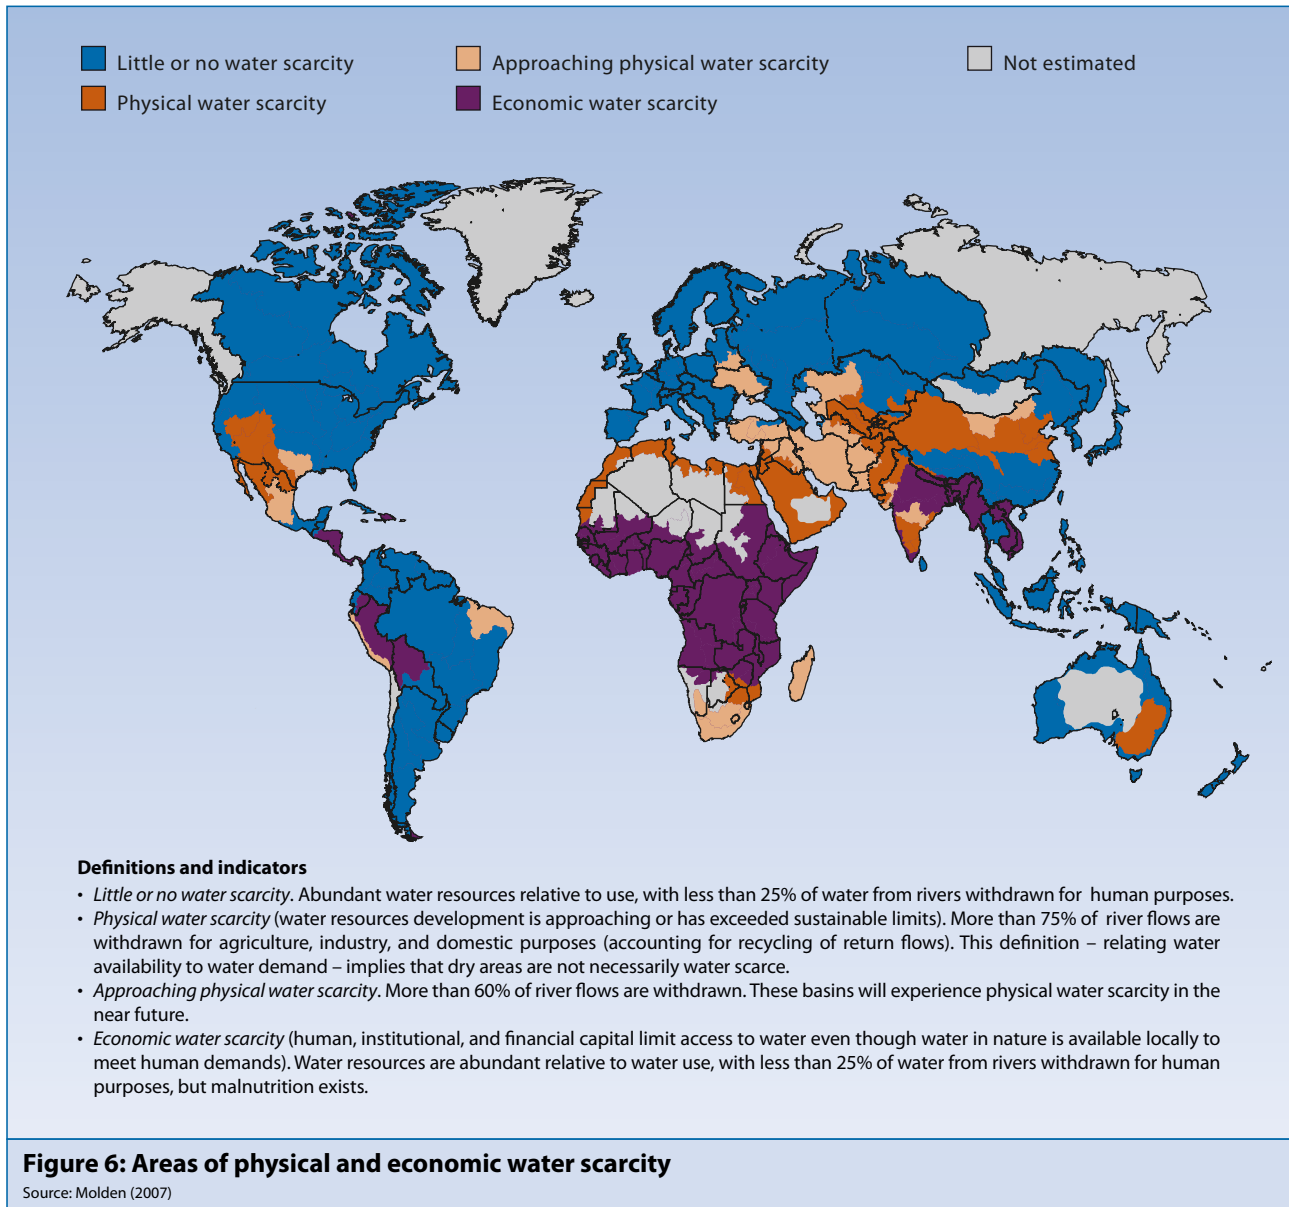 Little or no water scarcity
Approaching physical water scarcity
Not estimated
Physical water scarcity
Economic water scarcity
Definitions and indicators
• Little or no water scarcity. Abundant water resources relative to use, with less than 25% of water from rivers withdrawn for human purposes.
• Physical water scarcity (water resources development is approaching or has exceeded sustainable limits). More than 75% of river flows are
withdrawn for agriculture, industry, and domestic purposes (accounting for recycling of return flows). This definition – relating water
availability to water demand – implies that dry areas are not necessarily water scarce.
• Approaching physical water scarcity. More than 60% of river flows are withdrawn. These basins will experience physical water scarcity in the
near future.
• Economic water scarcity (human, institutional, and financial capital limit access to water even though water in nature is available locally to
meet human demands). Water resources are abundant relative to water use, with less than 25% of water from rivers withdrawn for human
purposes, but malnutrition exists.
Figure 6: Areas of physical and economic water scarcity
Source: Molden (2007)